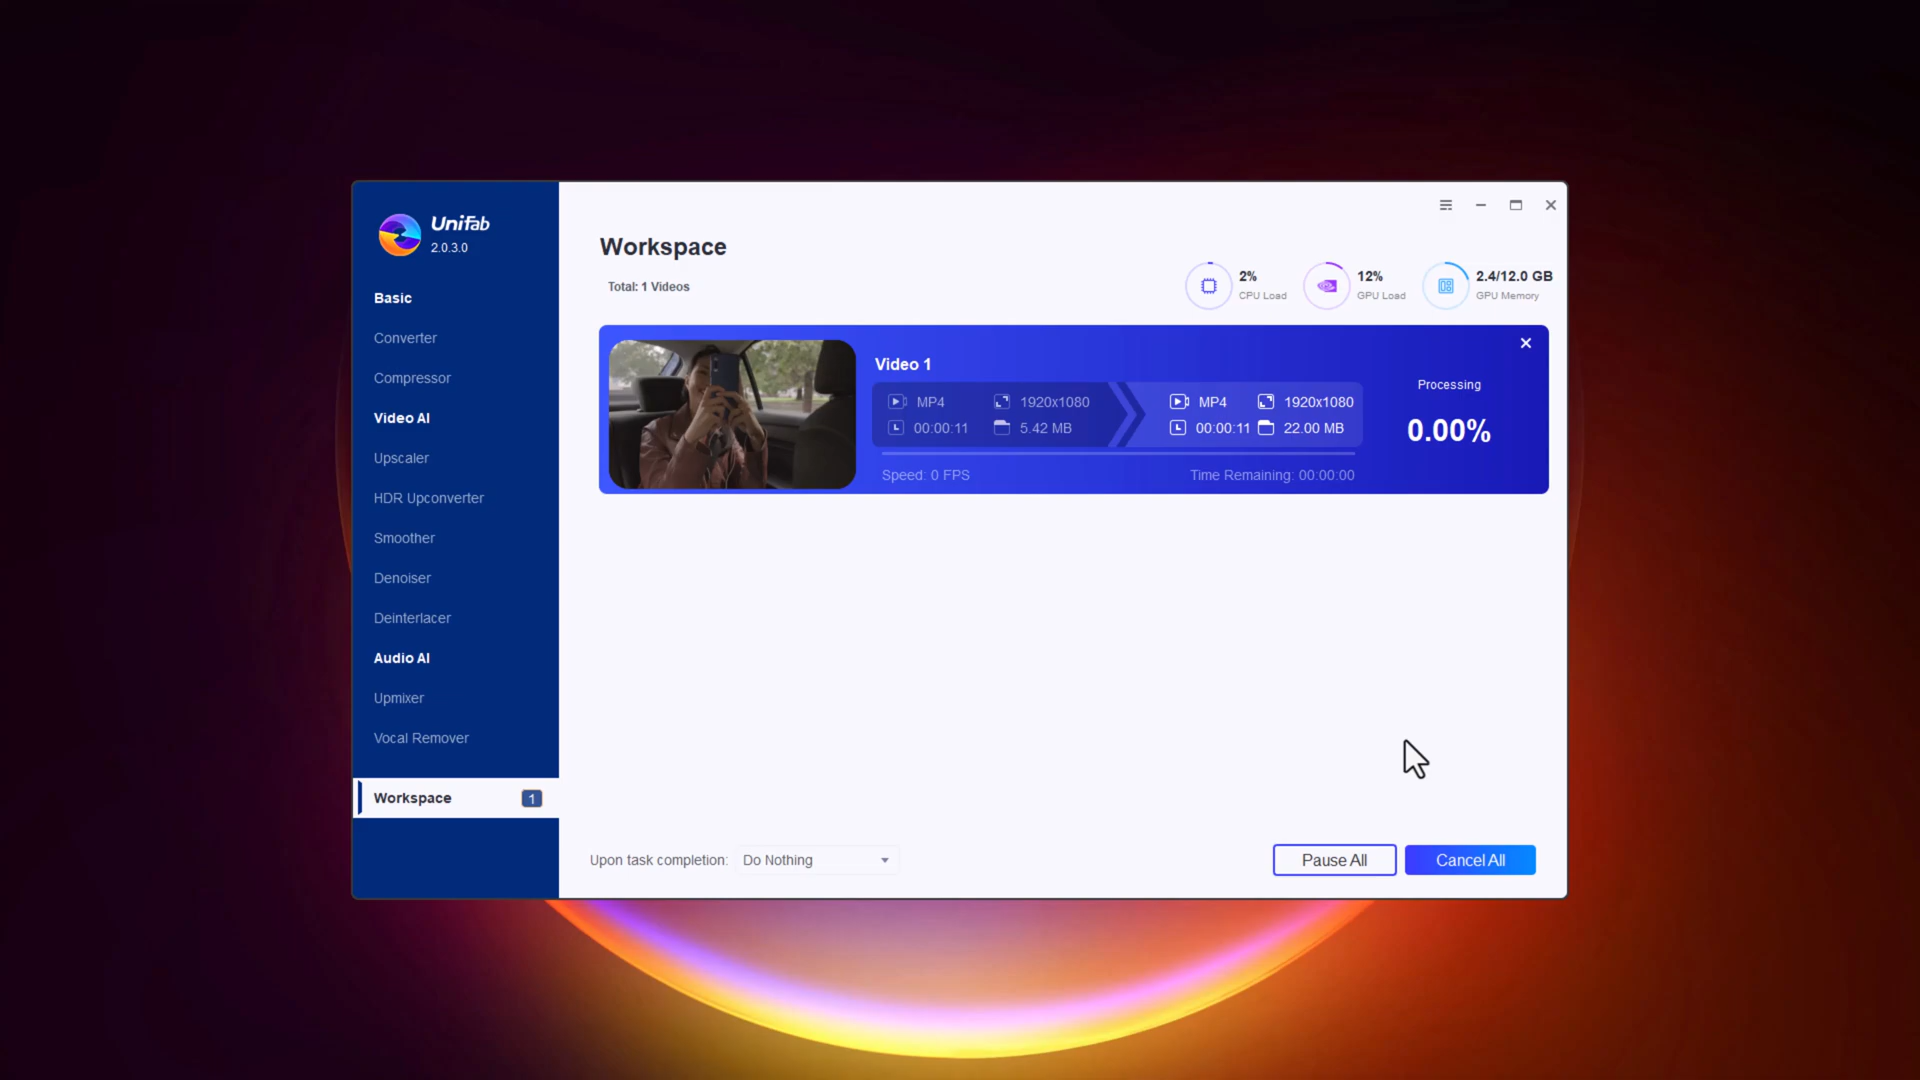 Unifab
2.0.3.0
Basic
Converter
Compressor
Video AI
Upscaler
HDR Upconverter
Smoother
Denoiser
Deinterlacer
Audio AI
Upmixer
Vocal Remover
Workspace 1
Workspace
Total: 1 Videos
2%
CPU Load
12%
GPU Load
2.4/12.0 GB
GPU Memory
Video 1
MP4 1920x1080 MP4 1920x1080
00:00:11 5.42 MB 00:00:11 22.00 MB
Speed: 0 FPS Time Remaining: 00:00:00
Processing
0.00%
Upon task completion: Do Nothing
Pause All Cancel All